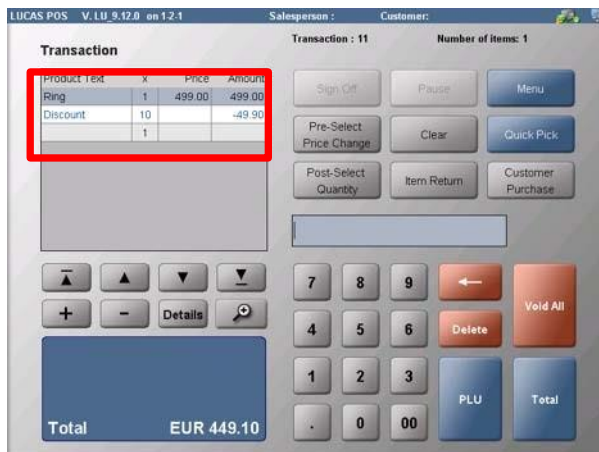 LUCAS POS V. LU_9.12.0 on 1-2-1 Salesperson : Customer:
Transaction : 11 Number of items: 1
Transaction
Product Text x Price Amount
Ring 1 499.00 499.00
Discount 10 -49.90
1
Sign Off Pause Menu
Pre-Select Price Change Clear Quick Pick
Post-Select Quantity Item Return Customer Purchase
7 8 9
+ - Details Void All
4 5 6 Delete
1 2 3
PLU Total
Total EUR 449.10
. 0 00